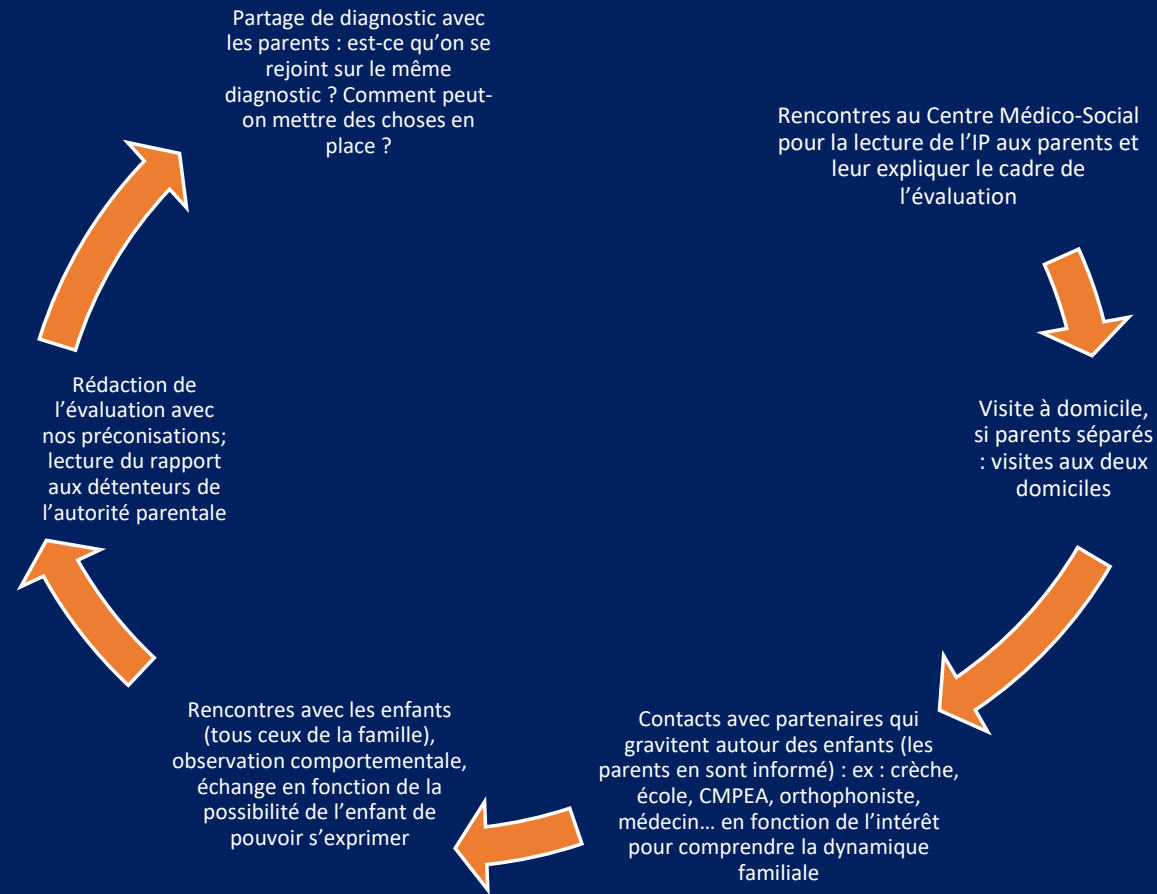 Rencontres au Centre Médico-Social
pour la lecture de l’IP aux parents et
leur expliquer le cadre de
l’évaluation
Visite à domicile,
si parents séparés
: visites aux deux
domiciles
Contacts avec partenaires qui
gravitent autour des enfants (les
parents en sont informé) : ex : crèche,
école, CMPEA, orthophoniste,
médecin… en fonction de l’intérêt
pour comprendre la dynamique
familiale
Rencontres avec les enfants
(tous ceux de la famille),
observation comportementale,
échange en fonction de la
possibilité de l’enfant de
pouvoir s’exprimer
Rédaction de
l’évaluation avec
nos préconisations;
lecture du rapport
aux détenteurs de
l’autorité parentale
Partage de diagnostic avec
les parents : est-ce qu’on se
rejoint sur le même
diagnostic ? Comment peut-
on mettre des choses en
place ?